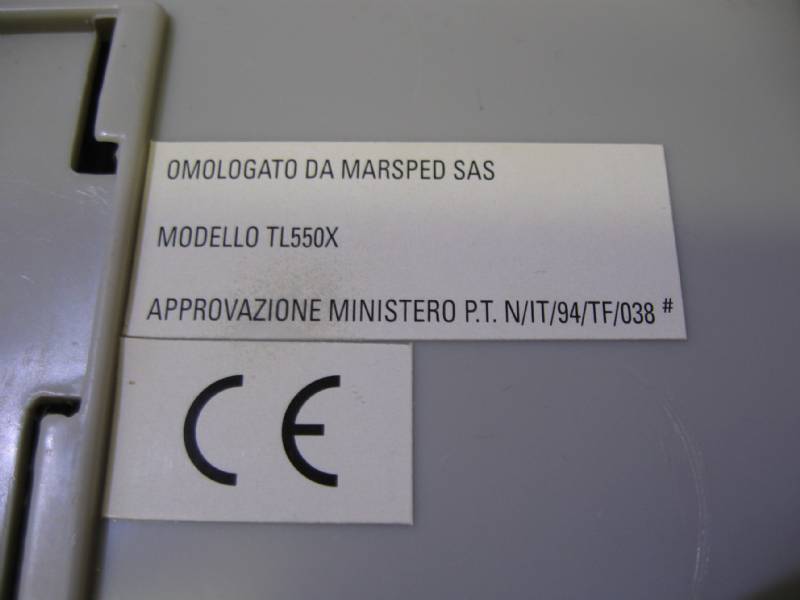 OMOLOGATO DA MARSPED SAS
MODELLO TL550X
APPROVAZIONE MINISTERO P.T. N/IT/94/TF/038 #
CE